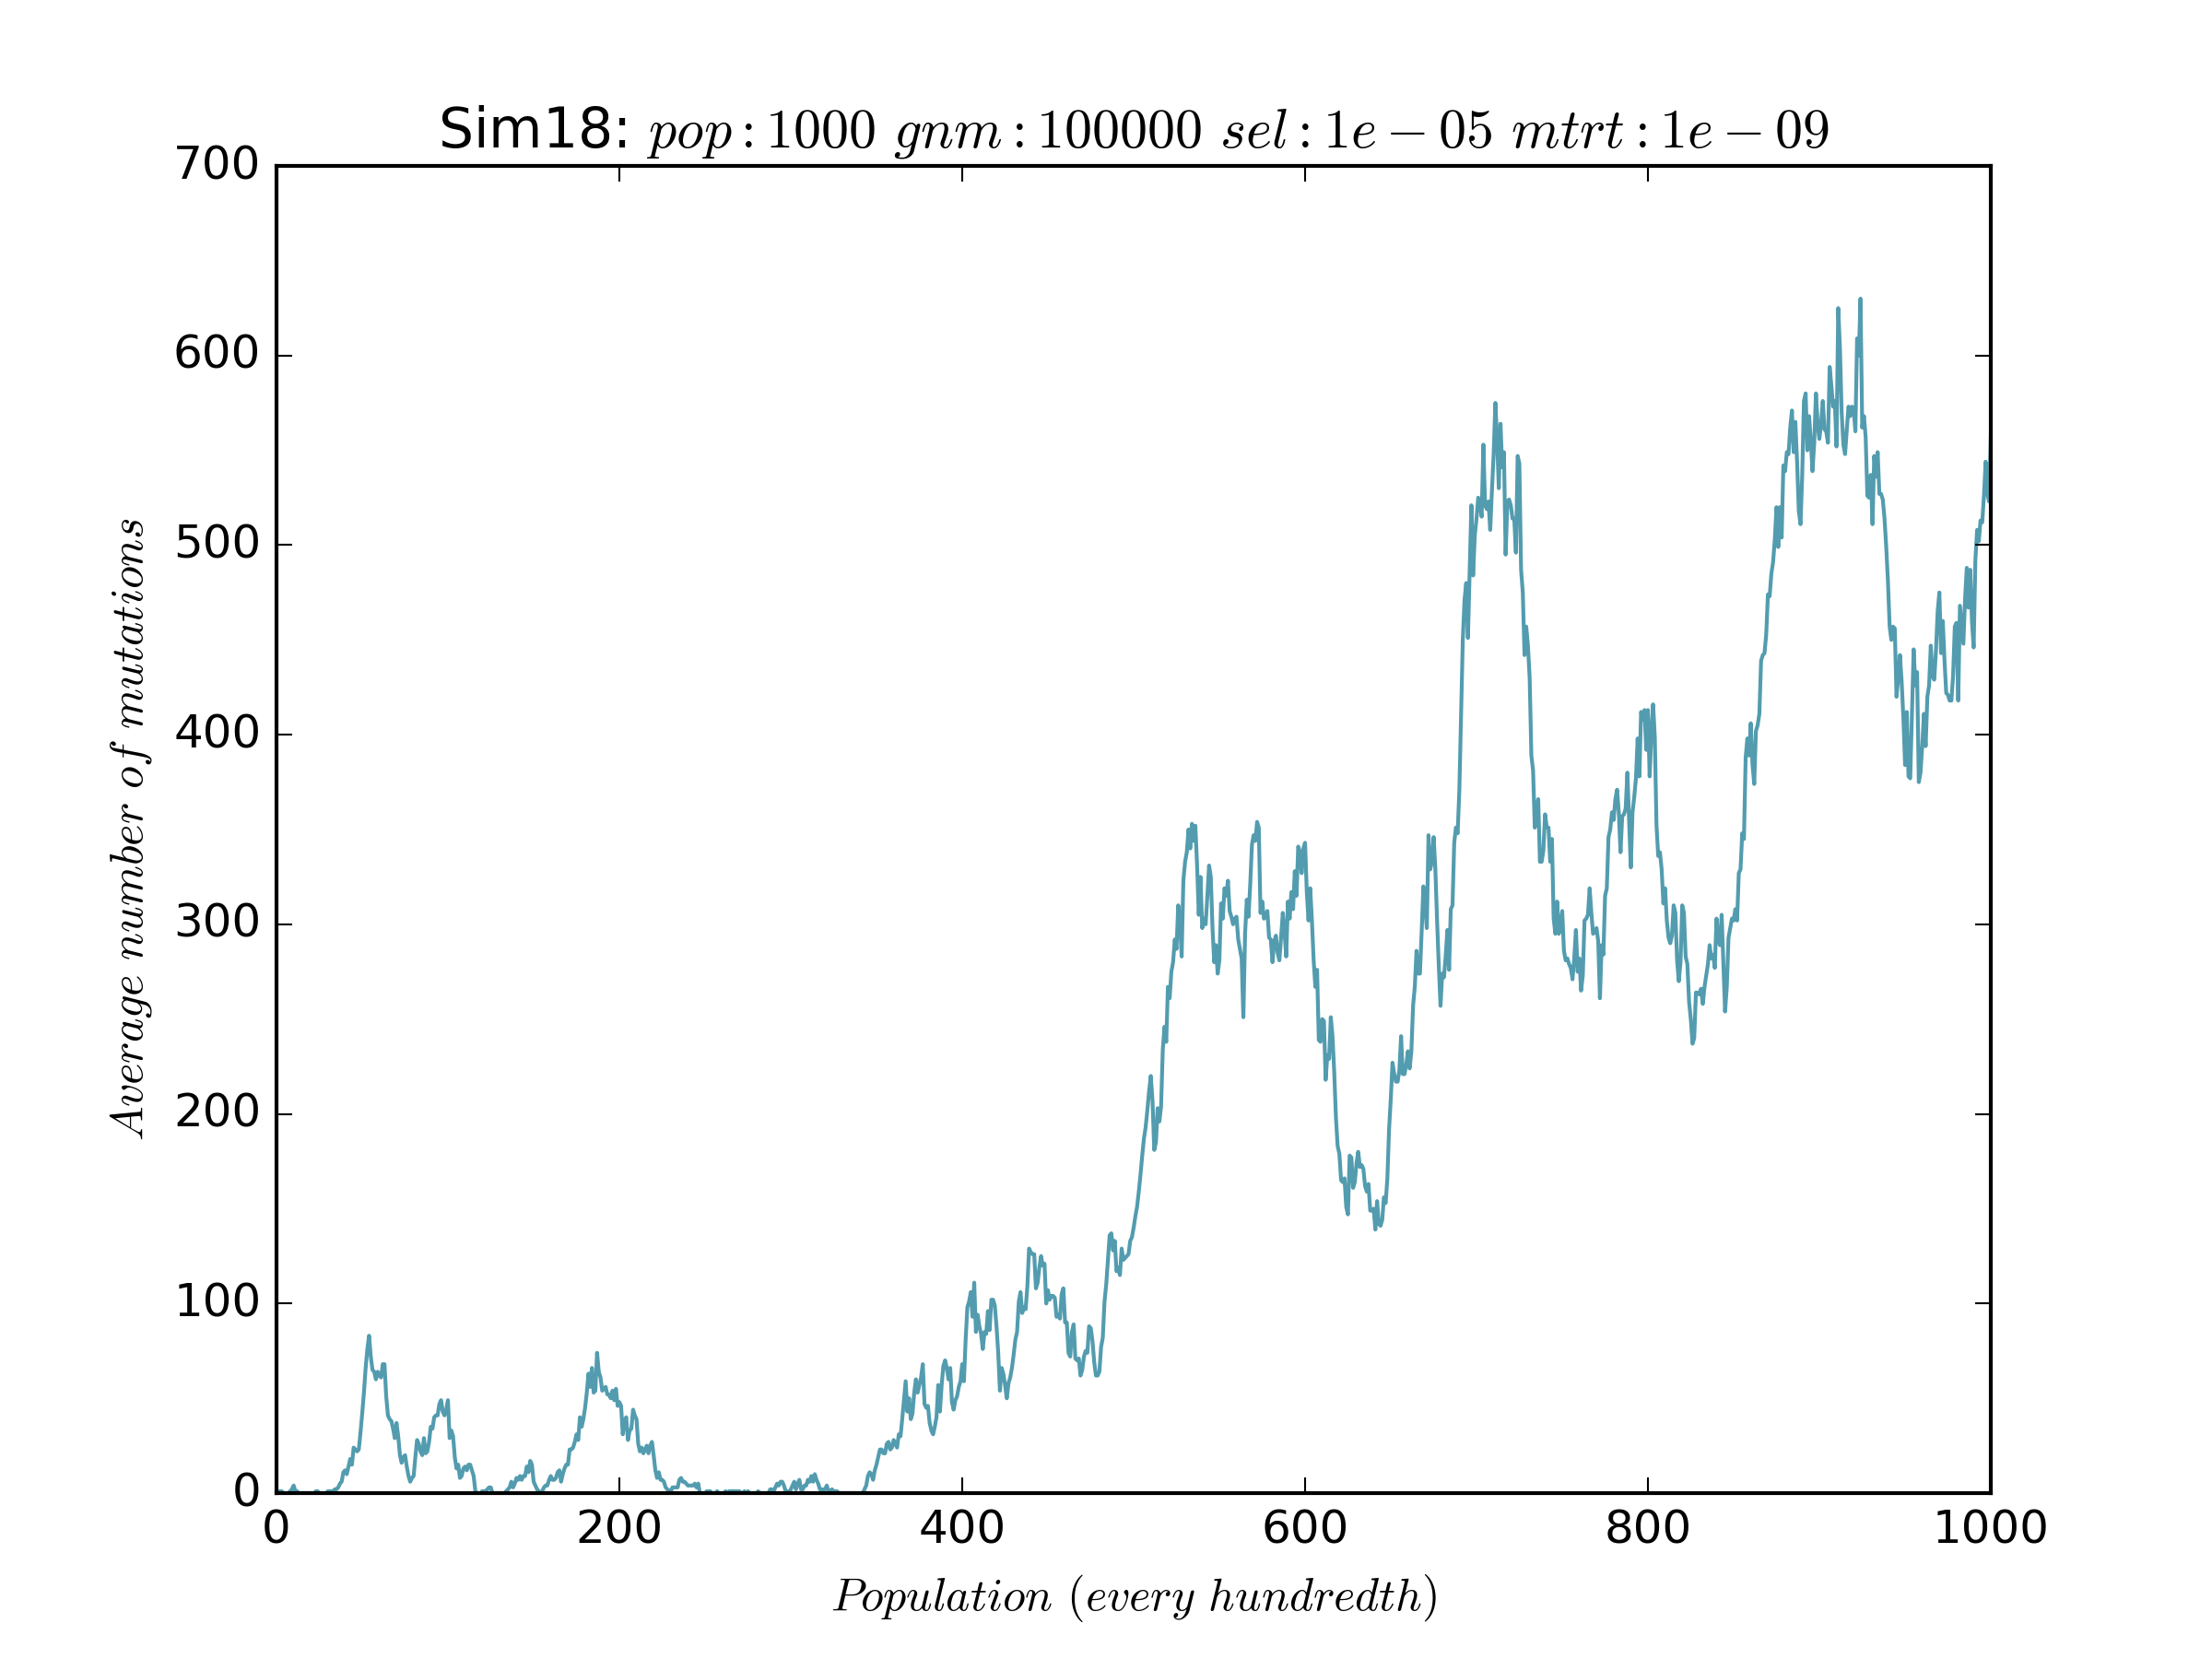 Sim18: pop : 1000 gnm : 100000 sel : 1e − 05 mtrt : 1e − 09
700
600
500
400
300
200
100
0
Average number of mutations
0 200 400 600 800 1000
Population (every hundredth)